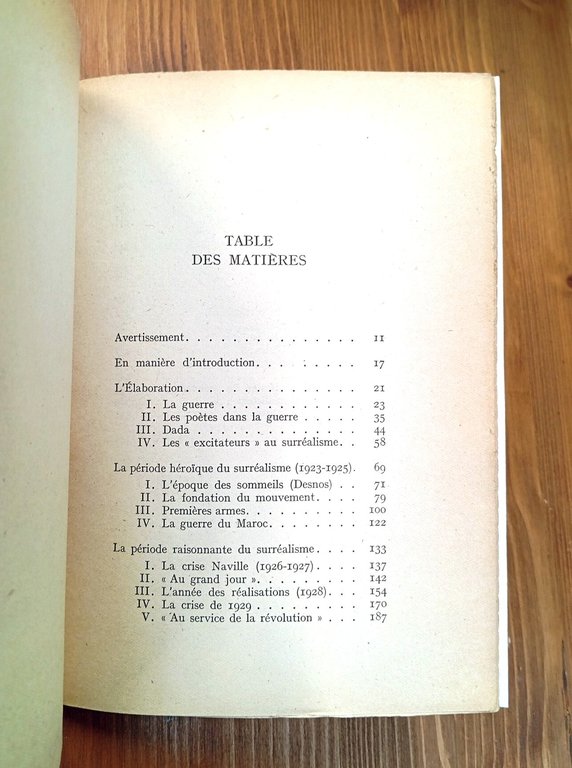 TABLE
DES MATIÈRES
Avertissement. . . . . . . . . . . . . . . 11
En manière d'introduction. . . . . . . . . 17
L'Élaboration. . . . . . . . . . . . . . . 21
I. La guerre . . . . . . . . . . . . 23
II. Les poètes dans la guerre . . . . . 35
III. Dada . . . . . . . . . . . . . . 44
IV. Les « excitateurs » au surréalisme. . 58
La période héroïque du surréalisme (1923-1925). 69
I. L'époque des sommeils (Desnos) . . 71
II. La fondation du mouvement. . . . 79
III. Premières armes. . . . . . . . . . 100
IV. La guerre du Maroc. . . . . . . . 122
La période raisonnante du surréalisme. . . . 133
I. La crise Naville (1926-1927) . . . . 137
II. « Au grand jour ». . . . . . . . . 142
III. L'année des réalisations (1928). . . 154
IV. La crise de 1929 . . . . . . . . . 170
V. « Au service de la révolution » . . . 187